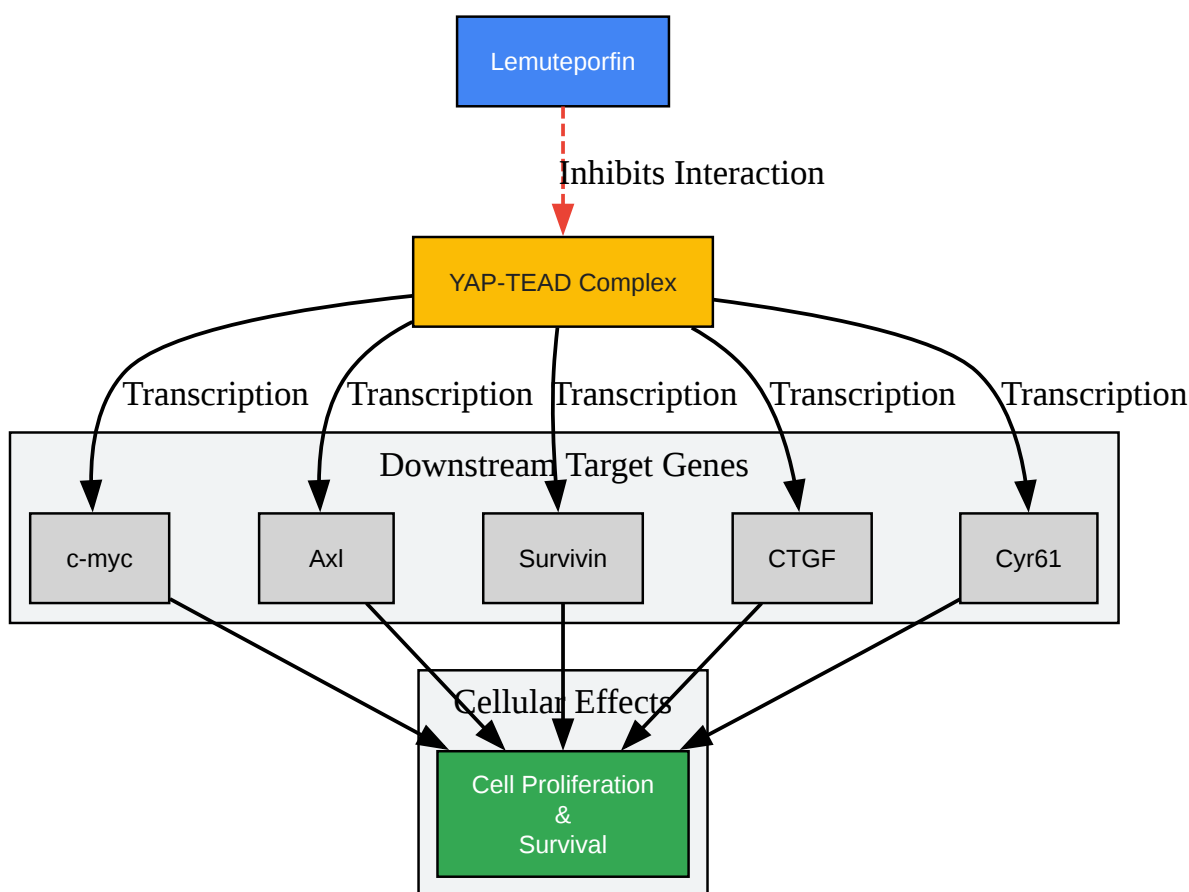 Lemuteporfin
Inhibits Interaction
YAP-TEAD Complex
Transcription
Transcription
Transcription
Transcription
Transcription
Downstream Target Genes
c-myc
Axl
Survivin
CTGF
Cyr61
Cellular Effects
Cell Proliferation
&
Survival